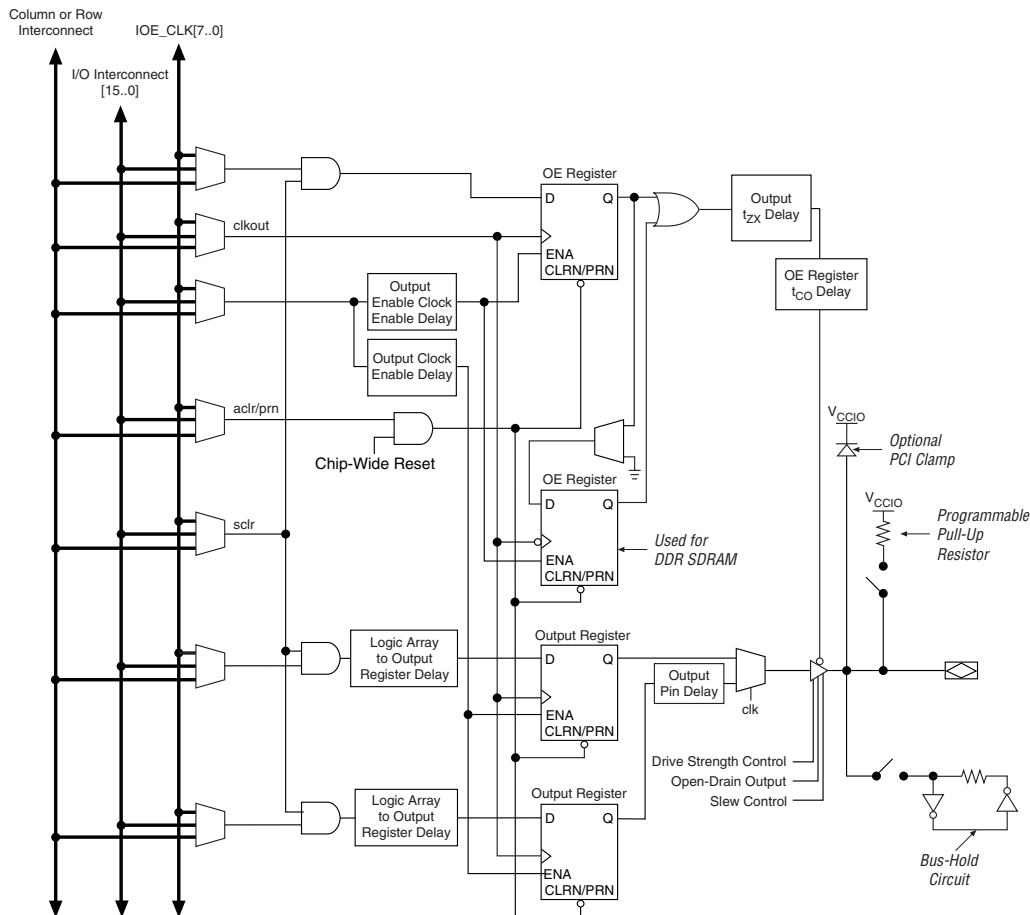 Column or Row
Interconnect
IOE_CLK[7..0]
I/O Interconnect
[15..0]
OE Register
D
Q
ENA
CLRN/PRN
Output
tZX Delay
OE Register
tCO Delay
clkout
Output
Enable Clock
Enable Delay
Output Clock
Enable Delay
aclr/prn
Chip-Wide Reset
VCCIO
Optional
PCI Clamp
OE Register
D
Q
ENA
CLRN/PRN
Used for
DDR SDRAM
VCCIO
Programmable
Pull-Up
Resistor
sclr
Logic Array
to Output
Register Delay
Output Register
D
Q
ENA
CLRN/PRN
Output
Pin Delay
clk
Drive Strength Control
Open-Drain Output
Slew Control
Logic Array
to Output
Register Delay
Output Register
D
Q
ENA
CLRN/PRN
Bus-Hold
Circuit